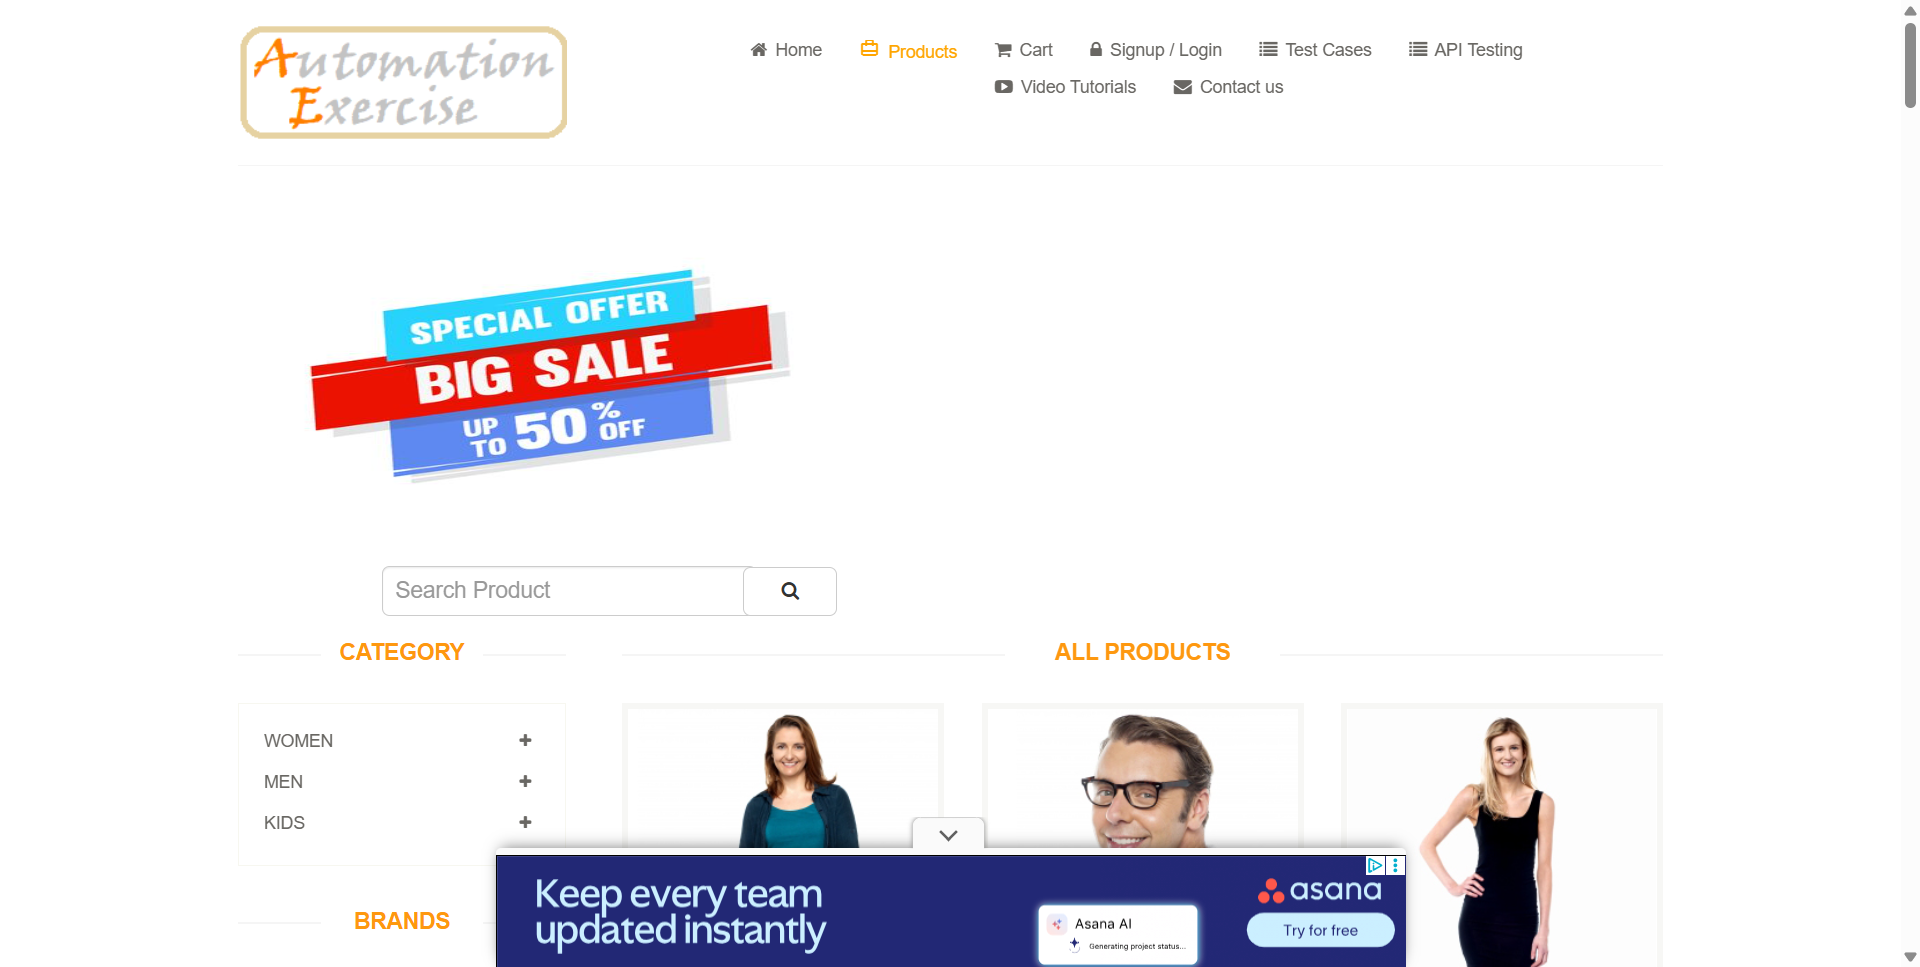 Automation
Exercise
Home
Products
Cart
Signup / Login
Test Cases
API Testing
Video Tutorials
Contact us
SPECIAL OFFER
BIG SALE
UP TO 50% OFF
Search Product
CATEGORY
ALL PRODUCTS
WOMEN
MEN
KIDS
BRANDS
Keep every team
updated instantly
Asana AI
Generating project status...
asana
Try for free